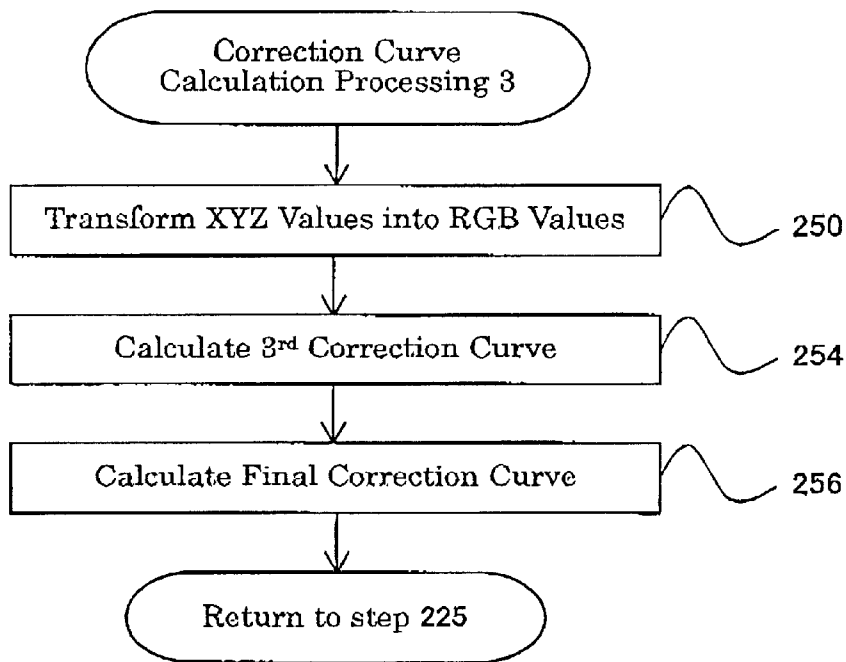 Correction Curve
Calculation Processing 3
Transform XYZ Values into RGB Values
250
Calculate 3rd Correction Curve
254
Calculate Final Correction Curve
256
Return to step 225